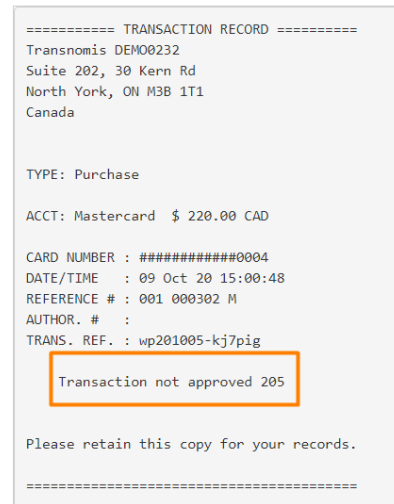 =========== TRANSACTION RECORD ==========
Transnomis DEMO0232
Suite 202, 30 Kern Rd
North York, ON M3B 1T1
Canada
TYPE: Purchase
ACCT: Mastercard  $ 220.00 CAD
CARD NUMBER : ############0004
DATE/TIME   : 09 Oct 20 15:00:48
REFERENCE # : 001 000302 M
AUTHOR. #   :
TRANS. REF. : wp201005-kj7pig
Transaction not approved 205
Please retain this copy for your records.
=========================================